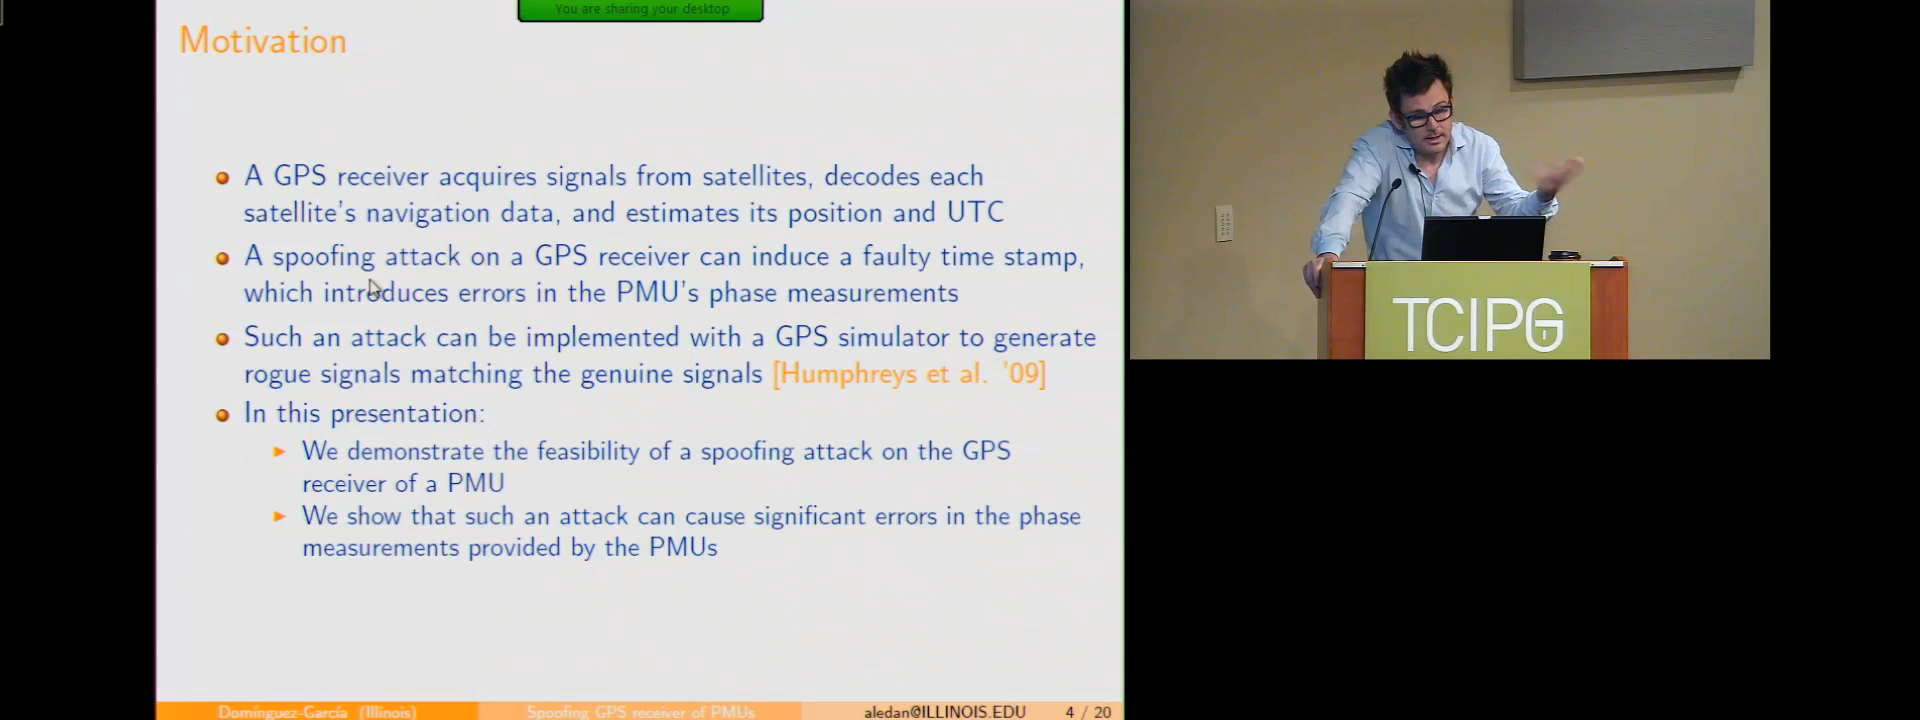 You are sharing your desktop
Motivation
A GPS receiver acquires signals from satellites, decodes each
satellite's navigation data, and estimates its position and UTC
A spoofing attack on a GPS receiver can induce a faulty time stamp,
which introduces errors in the PMU's phase measurements
Such an attack can be implemented with a GPS simulator to generate
rogue signals matching the genuine signals [Humphreys et al. '09]
In this presentation:
We demonstrate the feasibility of a spoofing attack on the GPS
receiver of a PMU
We show that such an attack can cause significant errors in the phase
measurements provided by the PMUs
Domínguez-García (Illinois) Spoofing GPS receiver of PMUs aledan@ILLINOIS.EDU 4 / 20
TCIPG